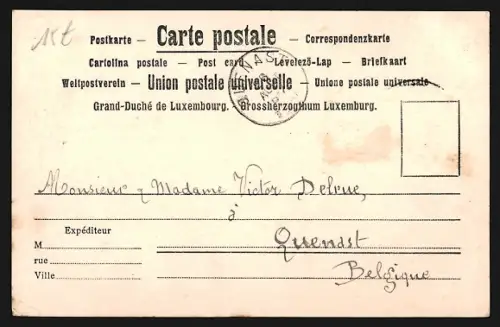 Postkarte — Carte postale — Correspondenzkarte
Cartolina postale — Post card — Levelező-Lap — Briefkaart
Weltpostverein — Union postale universelle — Unione postale universale
Grand-Duché de Luxembourg. - Grossherzogthum Luxemburg.
Monsieur & Madame Victor Delrue,
à
Quenast
Belgique
Expéditeur
M
rue
Ville